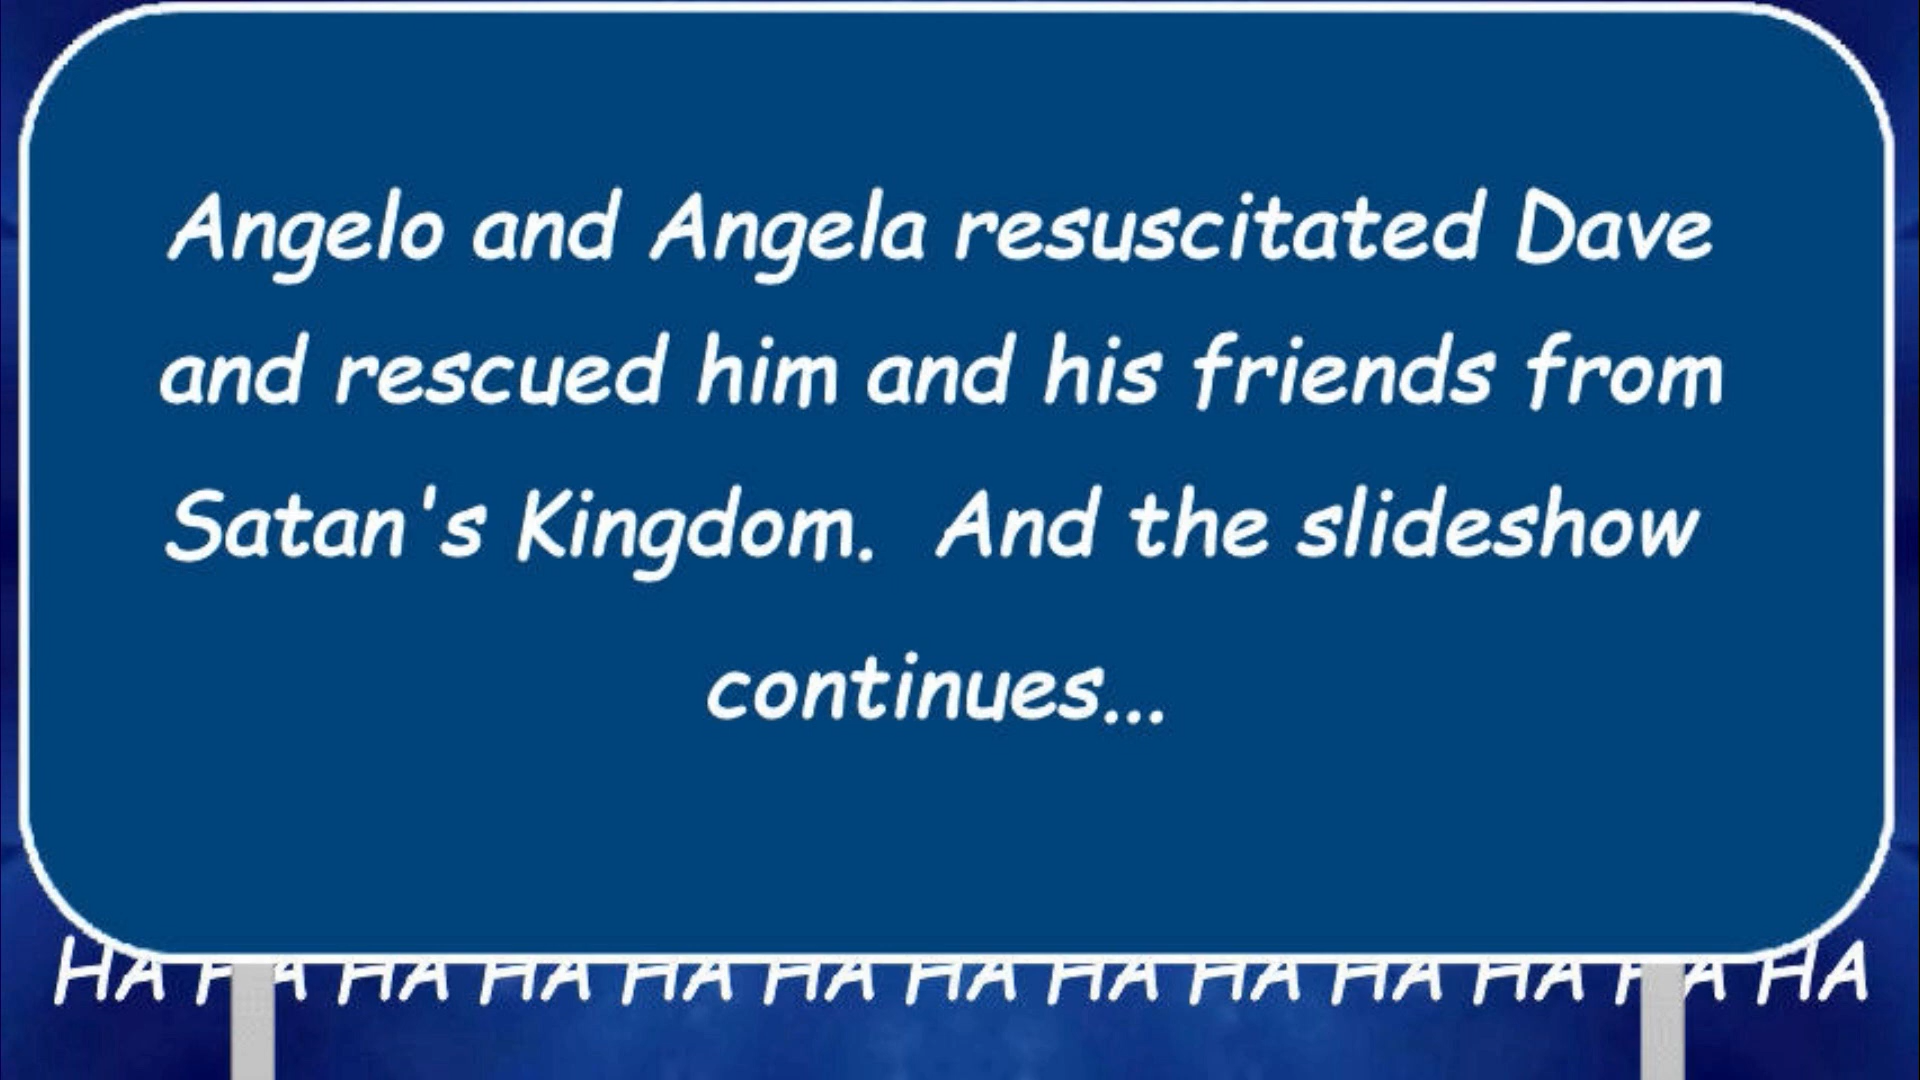 Angelo and Angela resuscitated Dave
and rescued him and his friends from
Satan's Kingdom.  And the slideshow
continues...
HA HA HA HA HA HA HA HA HA HA HA HA HA